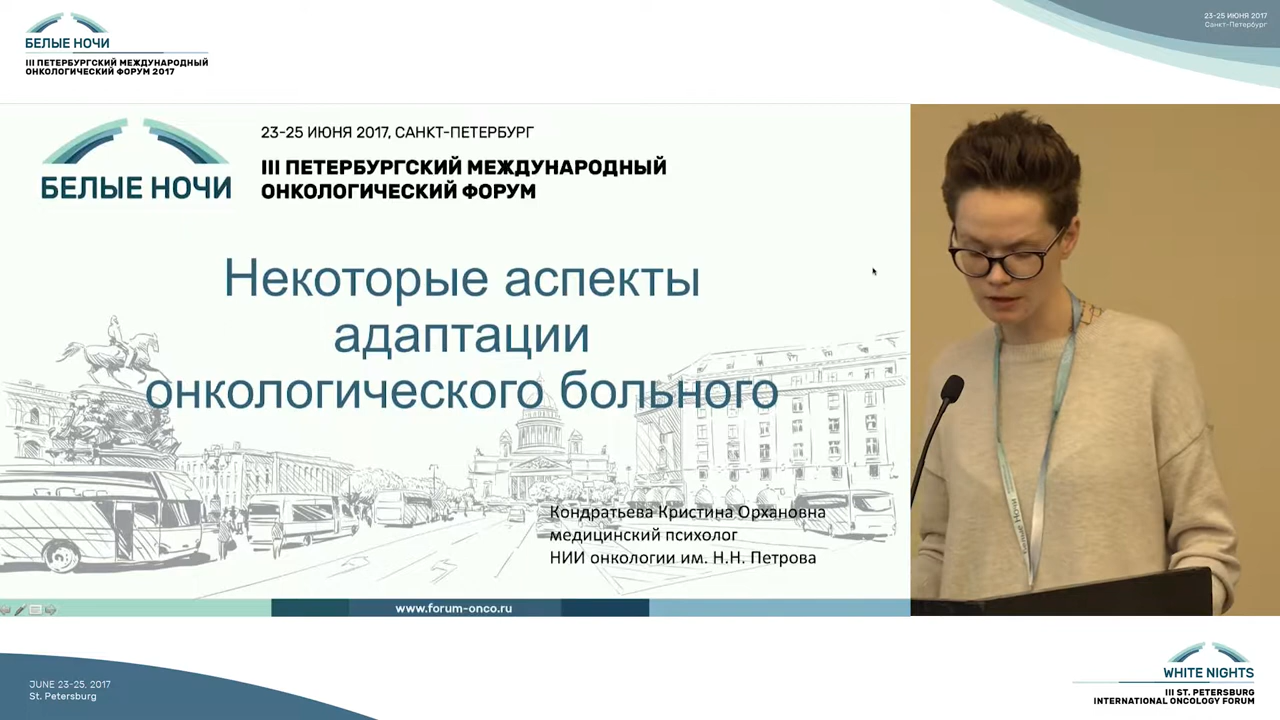 23-25 ИЮНЯ 2017
Санкт-Петербург
БЕЛЫЕ НОЧИ
III ПЕТЕРБУРГСКИЙ МЕЖДУНАРОДНЫЙ
ОНКОЛОГИЧЕСКИЙ ФОРУМ 2017
23-25 ИЮНЯ 2017, САНКТ-ПЕТЕРБУРГ
III ПЕТЕРБУРГСКИЙ МЕЖДУНАРОДНЫЙ
ОНКОЛОГИЧЕСКИЙ ФОРУМ
БЕЛЫЕ НОЧИ
Некоторые аспекты
адаптации
онкологического больного
Кондратьева Кристина Орхановна
медицинский психолог
НИИ онкологии им. Н.Н. Петрова
www.forum-onco.ru
Белые Ночи
JUNE 23-25, 2017
St. Petersburg
WHITE NIGHTS
III ST. PETERSBURG
INTERNATIONAL ONCOLOGY FORUM